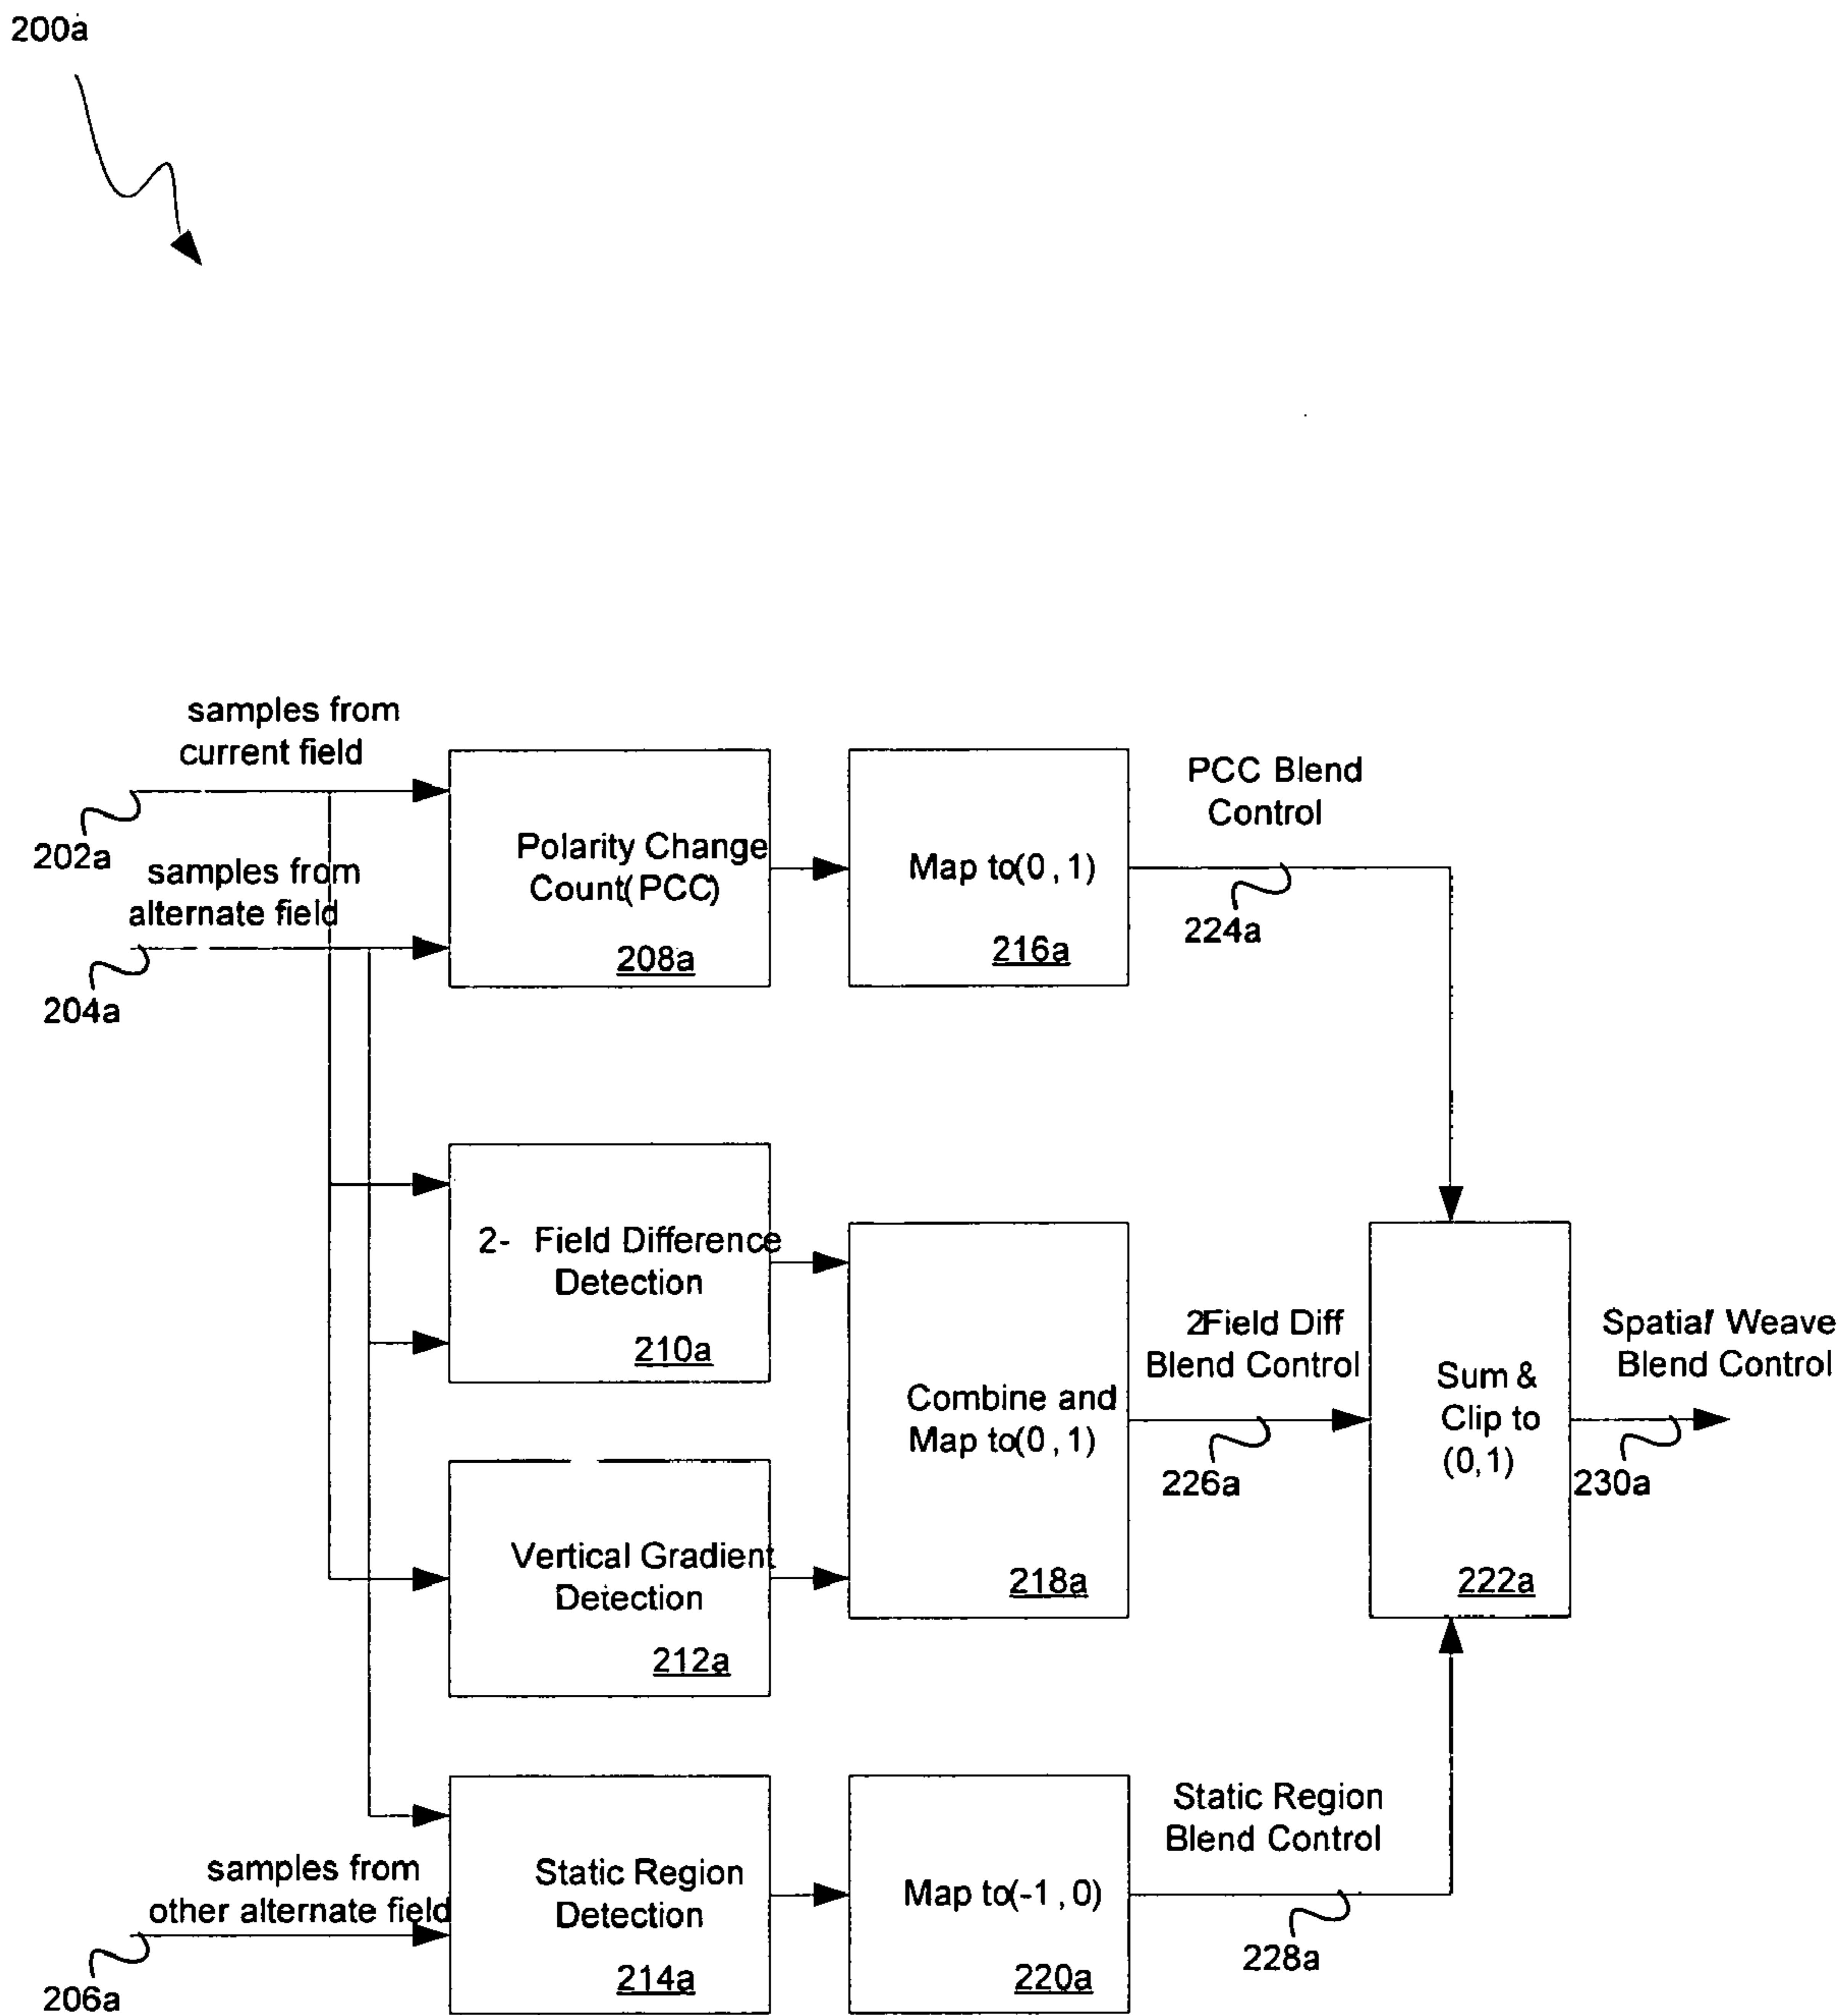 200a
samples from
current field
202a
samples from
alternate field
204a
Polarity Change
Count(PCC)
208a
Map to(0, 1)
216a
PCC Blend
Control
224a
2- Field Difference
Detection
210a
Vertical Gradient
Detection
212a
Combine and
Map to(0, 1)
218a
2Field Diff
Blend Control
226a
Sum &
Clip to
(0,1)
222a
Spatial/ Weave
Blend Control
230a
samples from
other alternate field
206a
Static Region
Detection
214a
Map to(-1, 0)
220a
Static Region
Blend Control
228a